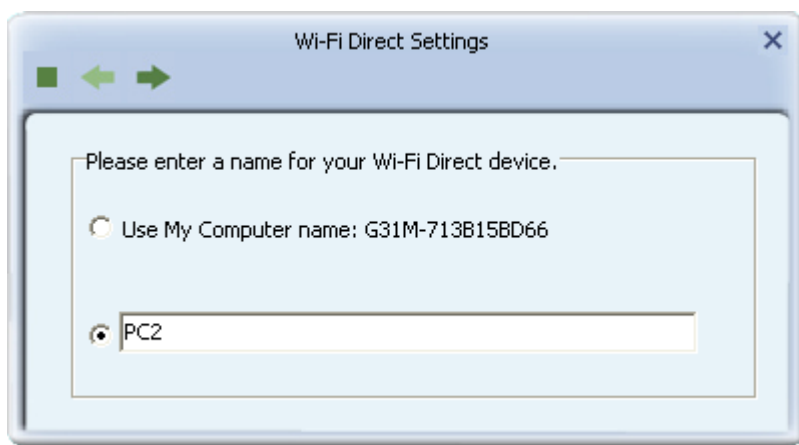 Wi-Fi Direct Settings
Please enter a name for your Wi-Fi Direct device.
Use My Computer name: G31M-713B15BD66
PC2